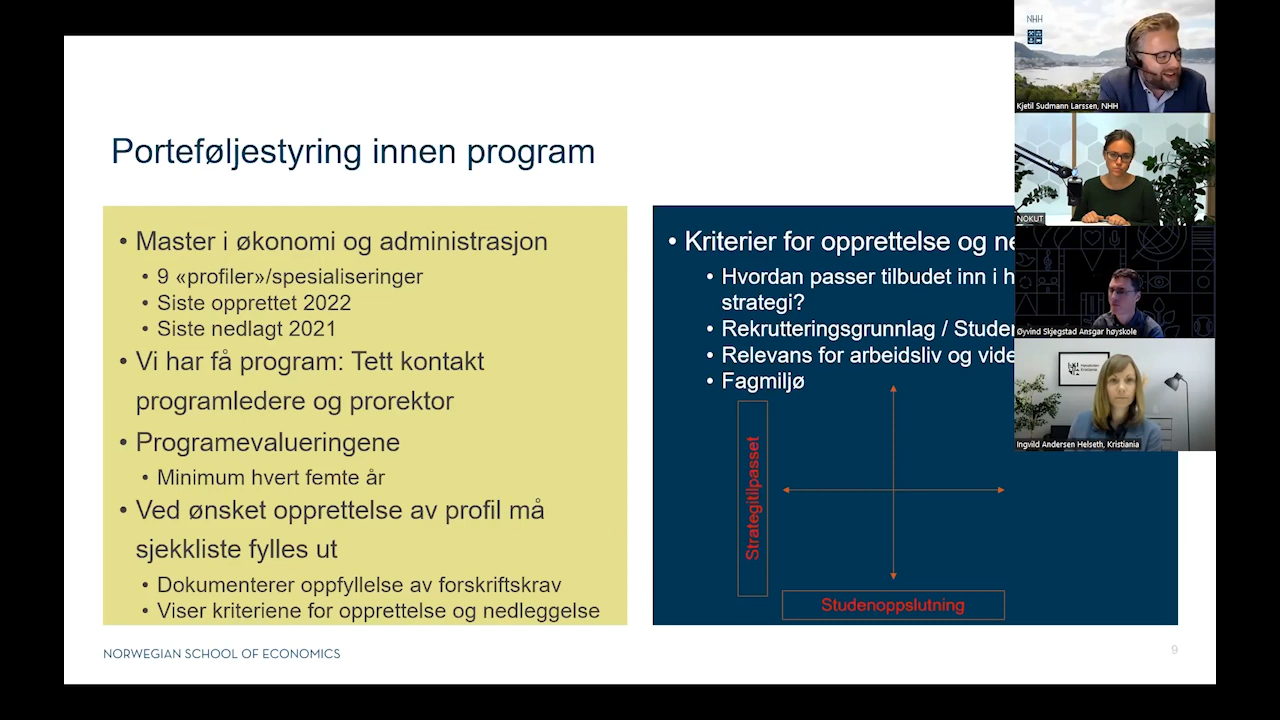 Porteføljestyring innen program
• Master i økonomi og administrasjon
• 9 «profiler»/spesialiseringer
• Siste opprettet 2022
• Siste nedlagt 2021
• Vi har få program: Tett kontakt
programledere og prorektor
• Programevalueringene
• Minimum hvert femte år
• Ved ønsket opprettelse av profil må
sjekkliste fylles ut
• Dokumenterer oppfyllelse av forskriftskrav
• Viser kriteriene for opprettelse og nedleggelse
• Kriterier for opprettelse og
• Hvordan passer tilbudet inn i
strategi?
• Rekrutteringsgrunnlag /
• Relevans for arbeidsliv og
• Fagmiljø
Strategitilpasset
Studenoppslutning
NORWEGIAN SCHOOL OF ECONOMICS
9
NHH
Kjetil Sudmann Larssen, NHH
NOKUT
Øyvind Skjegstad Ansgar høyskole
Ingvild Andersen Helseth, Kristiania